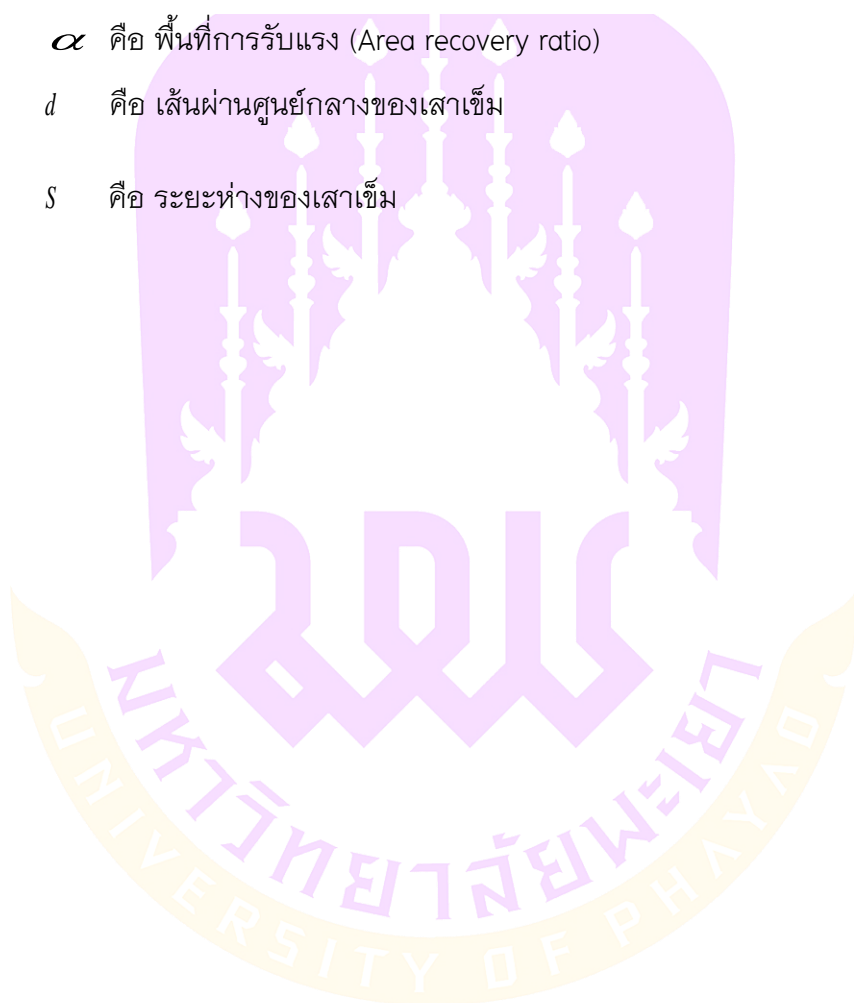 α คือ พื้นที่การรับแรง (Area recovery ratio)
d คือ เส้นผ่านศูนย์กลางของเสาเข็ม
S คือ ระยะห่างของเสาเข็ม
มพย
มหาวิทยาลัยพะเยา
UNIVERSITY OF PHAYAO